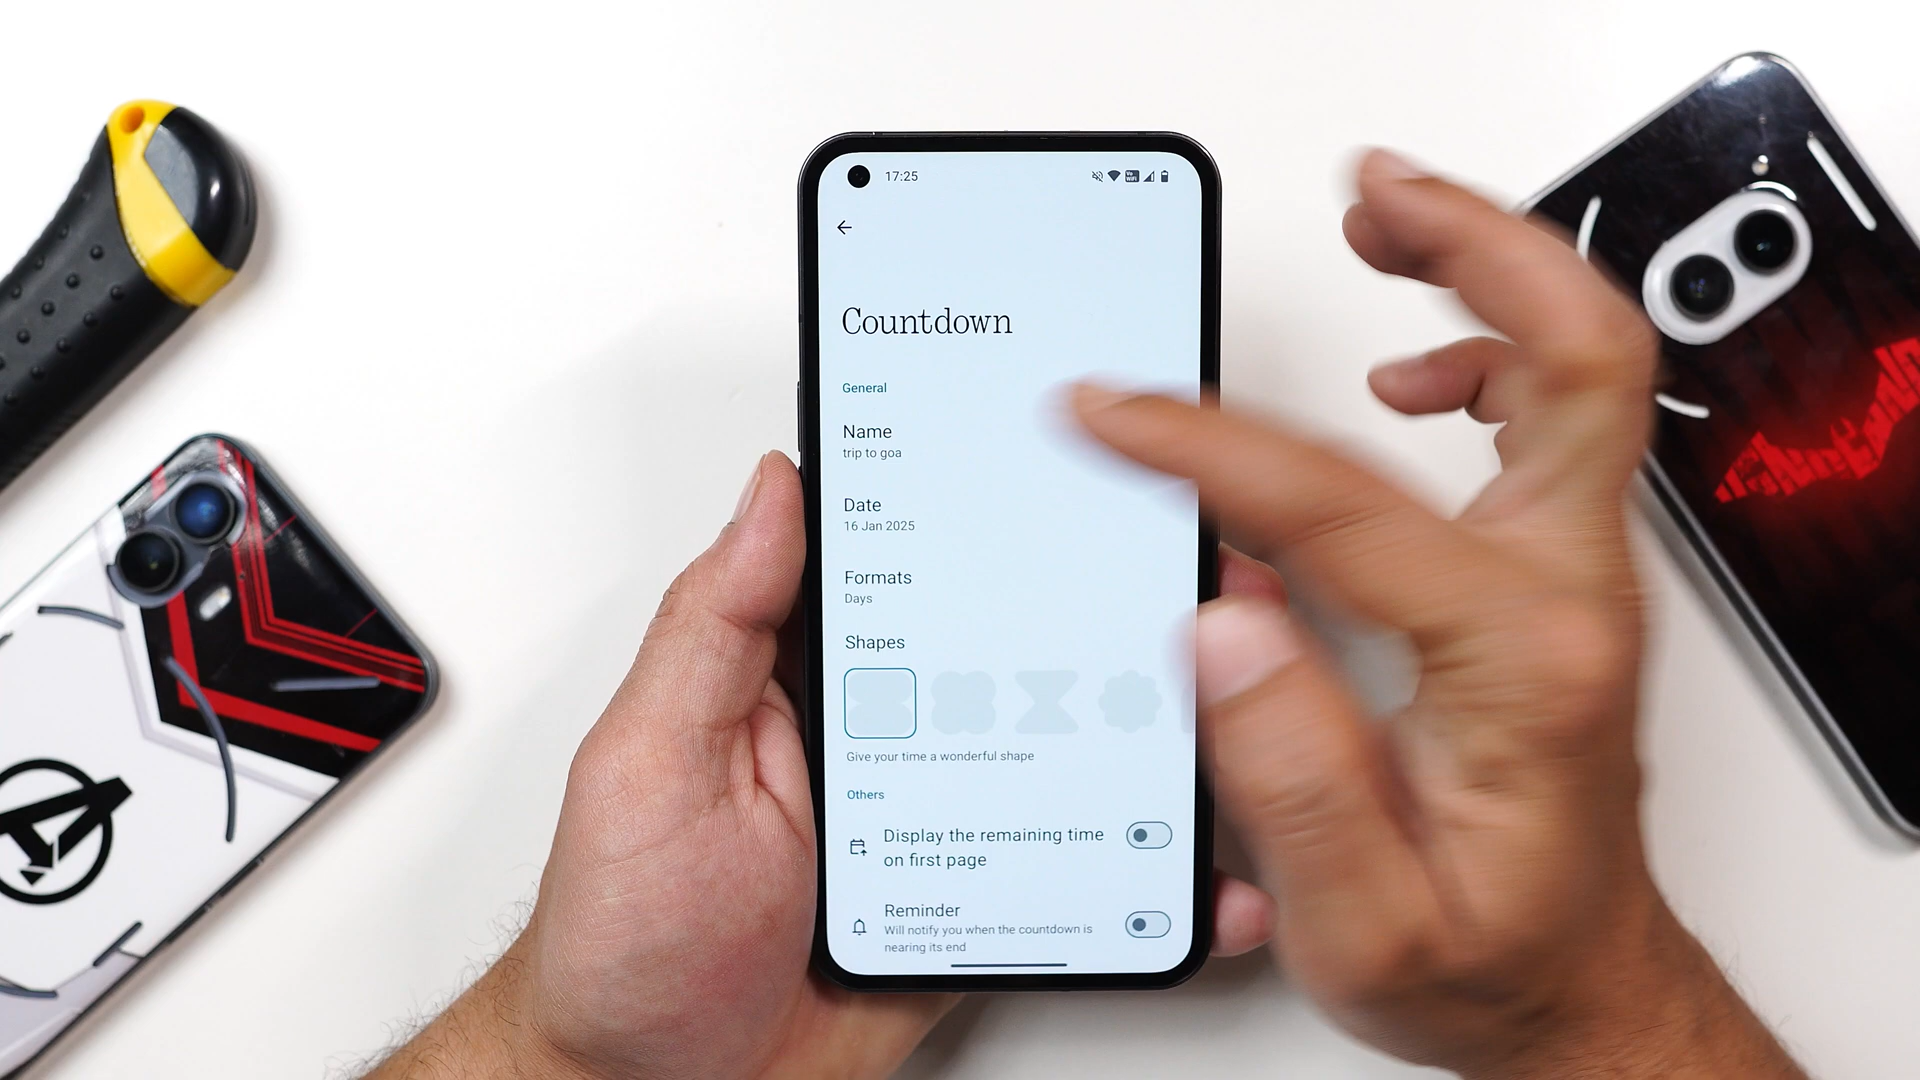 17:25
Countdown
General
Name
trip to goa
Date
16 Jan 2025
Formats
Days
Shapes
Give your time a wonderful shape
Others
Display the remaining time
on first page
Reminder
Will notify you when the countdown is
nearing its end